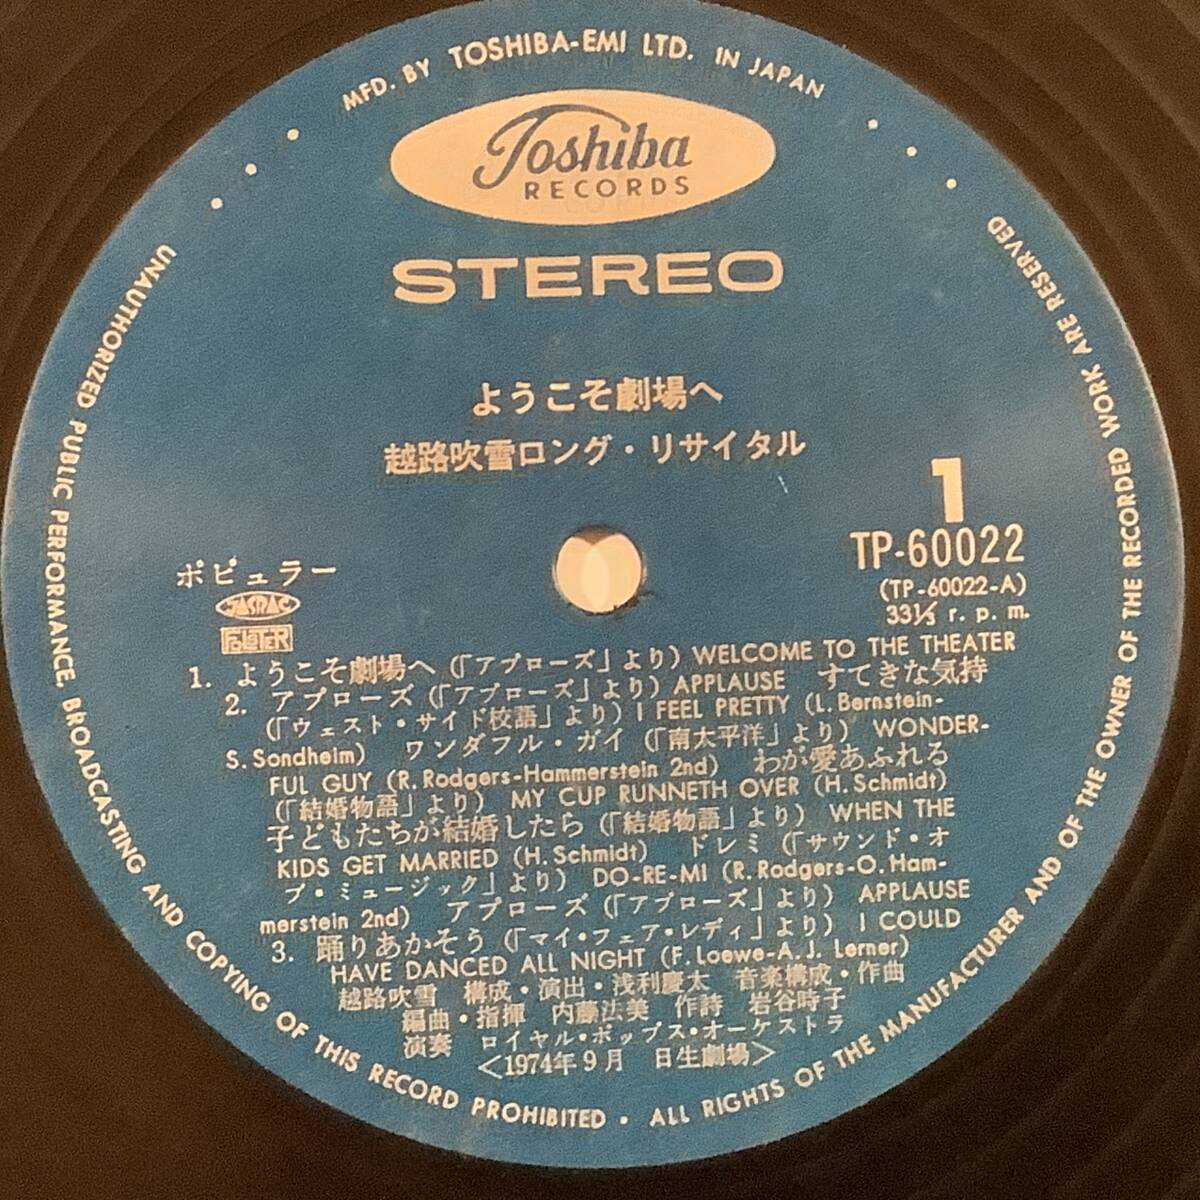 MFD. BY TOSHIBA-EMI LTD. IN JAPAN
Toshiba
RECORDS
STEREO
ようこそ劇場へ
越路吹雪ロング・リサイタル
1
TP-60022
(TP-60022-A)
33⅓ r. p. m.
ポピュラー
JASRAC
1. ようこそ劇場へ(「アプローズ」より) WELCOME TO THE THEATER
2. アプローズ(「アプローズ」より) APPLAUSE すてきな気持
(「ウェスト・サイド物語」より) I FEEL PRETTY (L. Bernstein-
S. Sondheim) ワンダフル・ガイ(「南太平洋」より) WONDER-
FUL GUY (R. Rodgers-Hammerstein 2nd) わが愛あふれる
(「結婚物語」より) MY CUP RUNNETH OVER (H. Schmidt)
子どもたちが結婚したら(「結婚物語」より) WHEN THE
KIDS GET MARRIED (H. Schmidt) ドレミ(「サウンド・オ
ブ・ミュージック」より) DO-RE-MI (R. Rodgers-O. Ham-
merstein 2nd) アプローズ(「アプローズ」より) APPLAUSE
3. 踊りあかそう(「マイ・フェア・レディ」より) I COULD
HAVE DANCED ALL NIGHT (F. Loewe-A. J. Lerner)
越路吹雪 構成・演出・浅利慶太 音楽構成・作曲
編曲・指揮 内藤法美 作詩 岩谷時子
演奏 ロイヤル・ポップス・オーケストラ
<1974年9月 日生劇場>
UNAUTHORIZED PUBLIC PERFORMANCE, BROADCASTING AND COPYING OF THIS RECORD PROHIBITED • ALL RIGHTS OF THE MANUFACTURER AND OF THE OWNER OF THE RECORDED WORK ARE RESERVED